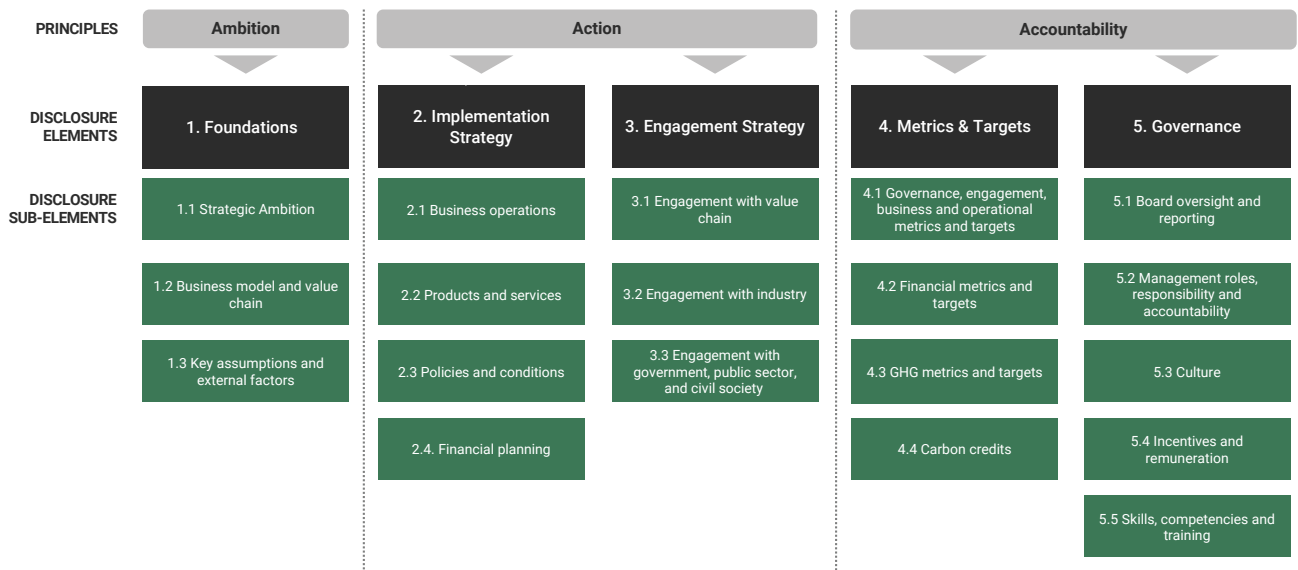 PRINCIPLES
Ambition
Action
Accountability
DISCLOSURE
ELEMENTS
1. Foundations
2. Implementation
Strategy
3. Engagement Strategy
4. Metrics & Targets
5. Governance
DISCLOSURE
SUB-ELEMENTS
1.1 Strategic Ambition
2.1 Business operations
3.1 Engagement with value
chain
4.1 Governance, engagement,
business and operational
metrics and targets
5.1 Board oversight and
reporting
1.2 Business model and value
chain
2.2 Products and services
3.2 Engagement with industry
4.2 Financial metrics and
targets
5.2 Management roles,
responsibility and
accountability
1.3 Key assumptions and
external factors
2.3 Policies and conditions
3.3 Engagement with
government, public sector,
and civil society
4.3 GHG metrics and targets
5.3 Culture
2.4. Financial planning
4.4 Carbon credits
5.4 Incentives and
remuneration
5.5 Skills, competencies and
training